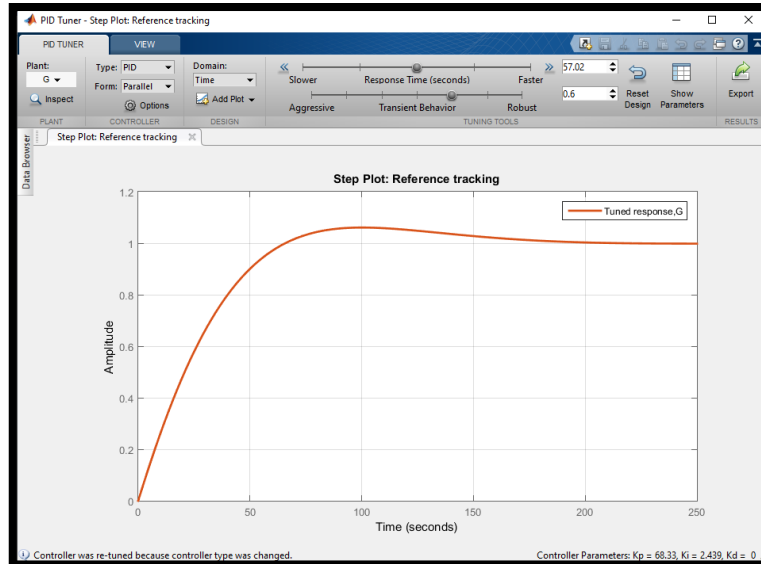 PID Tuner - Step Plot: Reference tracking
PID TUNER VIEW
Plant: Type: PID Domain: Slower Response Time (seconds) Faster 57.02
G Form: Parallel Time
Inspect Options Add Plot Aggressive Transient Behavior Robust 0.6 Reset Design Show Parameters Export
PLANT CONTROLLER DESIGN TUNING TOOLS RESULTS
Data Browser
Step Plot: Reference tracking
Step Plot: Reference tracking
Tuned response,G
1.2
1
0.8
0.6
0.4
0.2
0
Amplitude
0 50 100 150 200 250
Time (seconds)
Controller was re-tuned because controller type was changed. Controller Parameters: Kp = 68.33, Ki = 2.439, Kd = 0